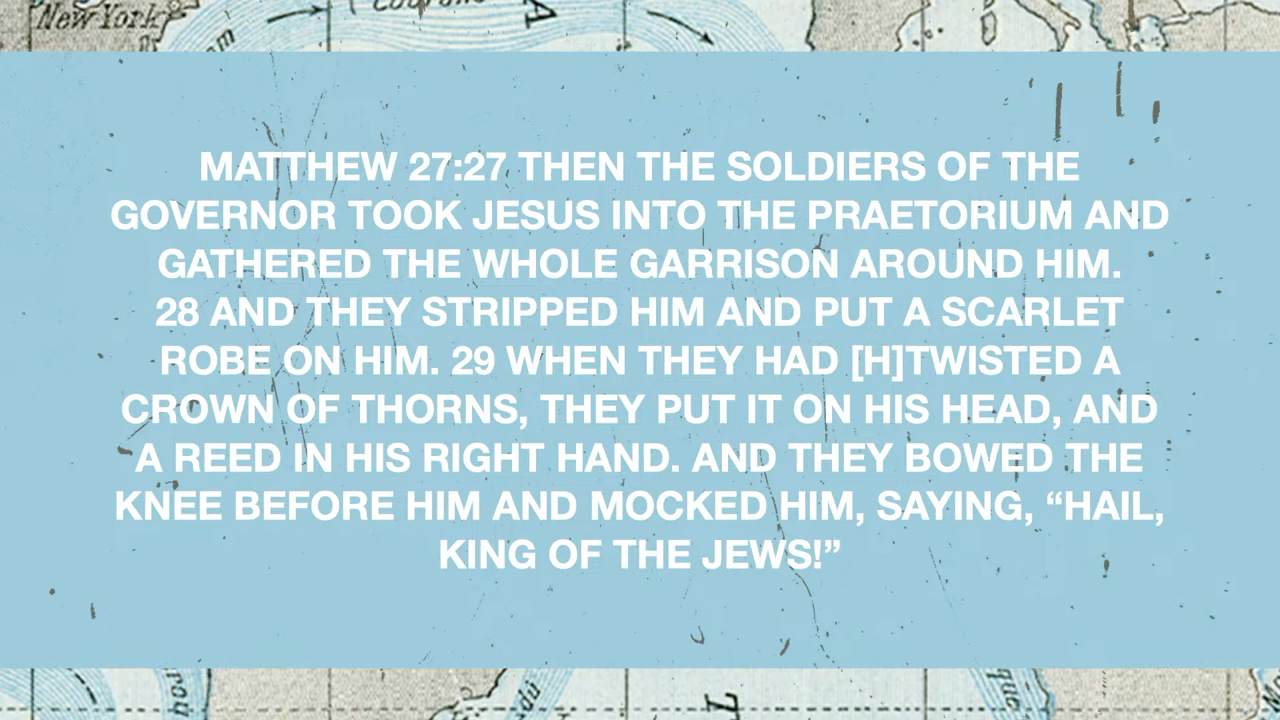 New York
MATTHEW 27:27 THEN THE SOLDIERS OF THE
GOVERNOR TOOK JESUS INTO THE PRAETORIUM AND
GATHERED THE WHOLE GARRISON AROUND HIM.
28 AND THEY STRIPPED HIM AND PUT A SCARLET
ROBE ON HIM. 29 WHEN THEY HAD [H]TWISTED A
CROWN OF THORNS, THEY PUT IT ON HIS HEAD, AND
A REED IN HIS RIGHT HAND. AND THEY BOWED THE
KNEE BEFORE HIM AND MOCKED HIM, SAYING, “HAIL,
KING OF THE JEWS!”